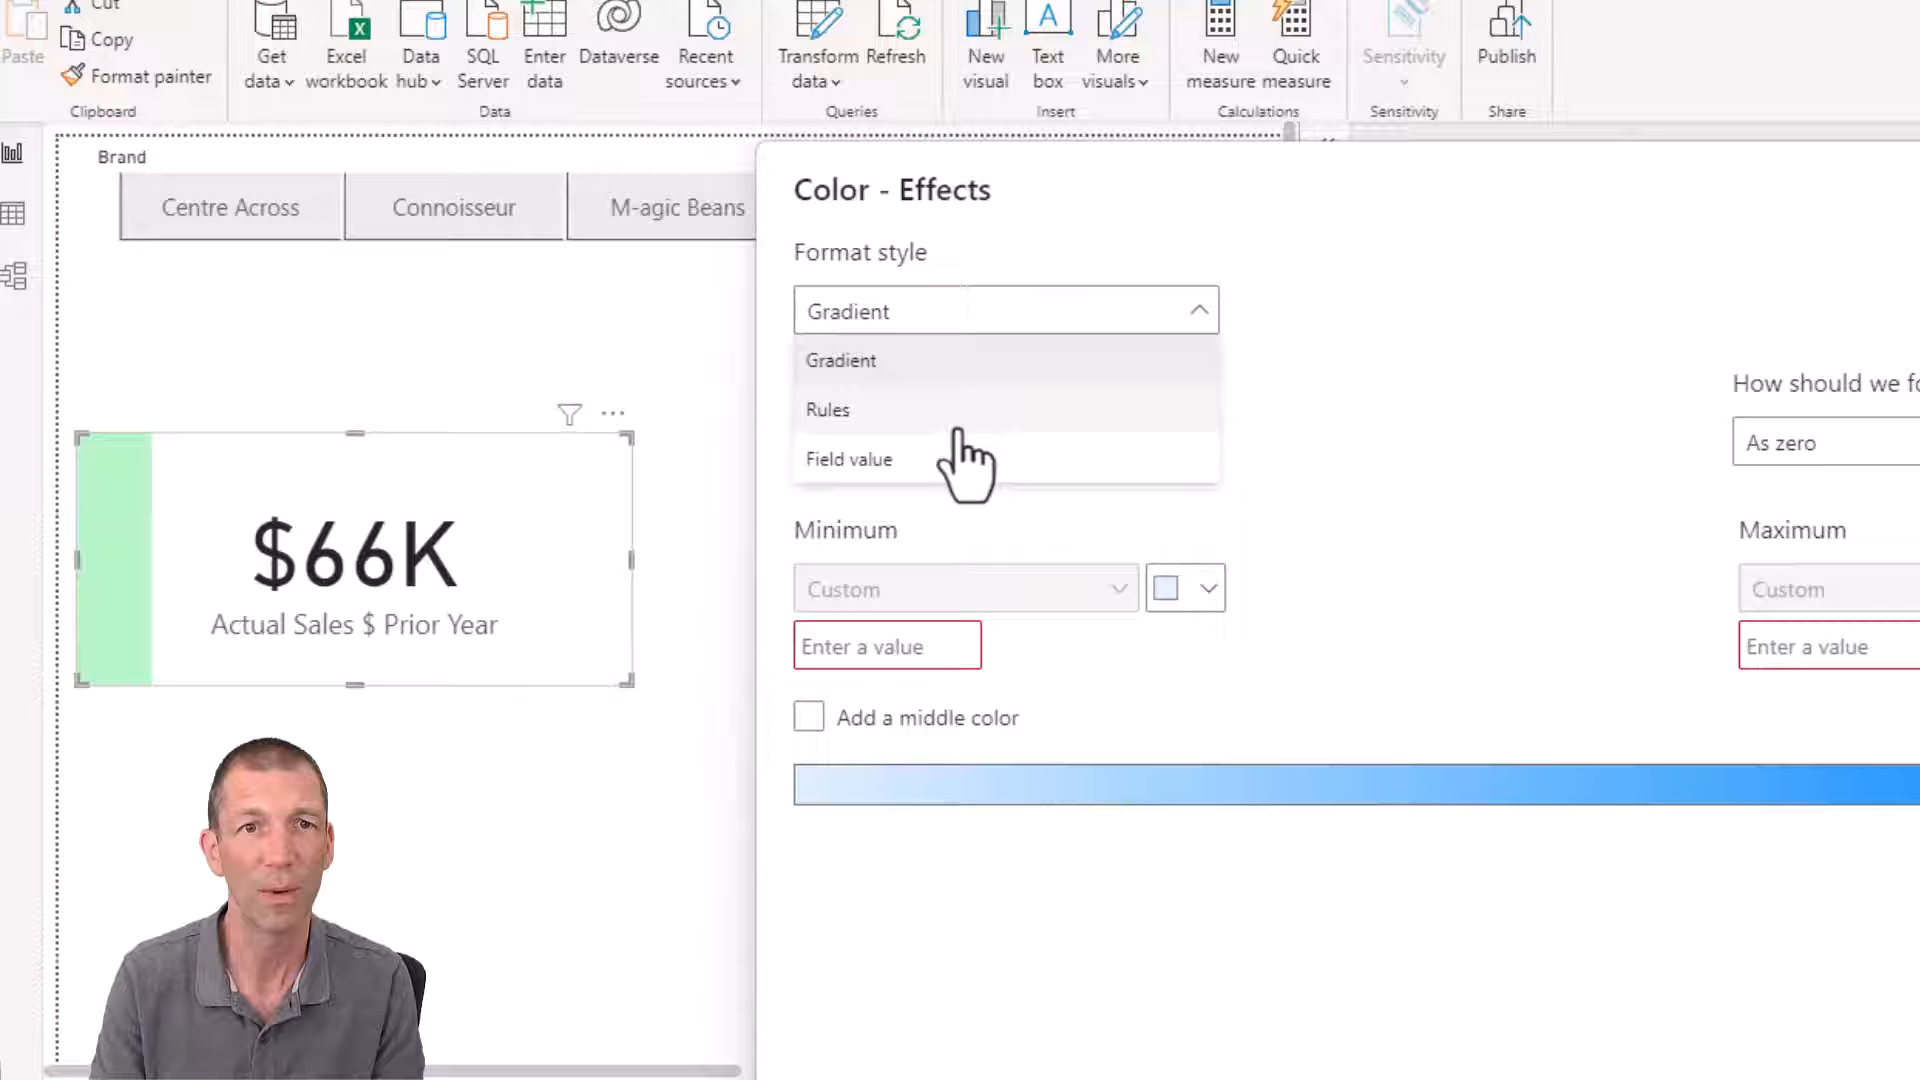 Cut
Paste
Copy
Format painter
Clipboard
Get data
Excel workbook
Data hub
SQL Server
Enter data
Dataverse
Recent sources
Data
Transform data
Refresh
Queries
New visual
Text box
More visuals
Insert
New measure
Quick measure
Calculations
Sensitivity
Sensitivity
Publish
Share
Brand
Centre Across
Connoisseur
M-agic Beans
$66K
Actual Sales $ Prior Year
Color - Effects
Format style
Gradient
Gradient
Rules
Field value
How should we fo
As zero
Minimum
Custom
Enter a value
Maximum
Custom
Enter a value
Add a middle color